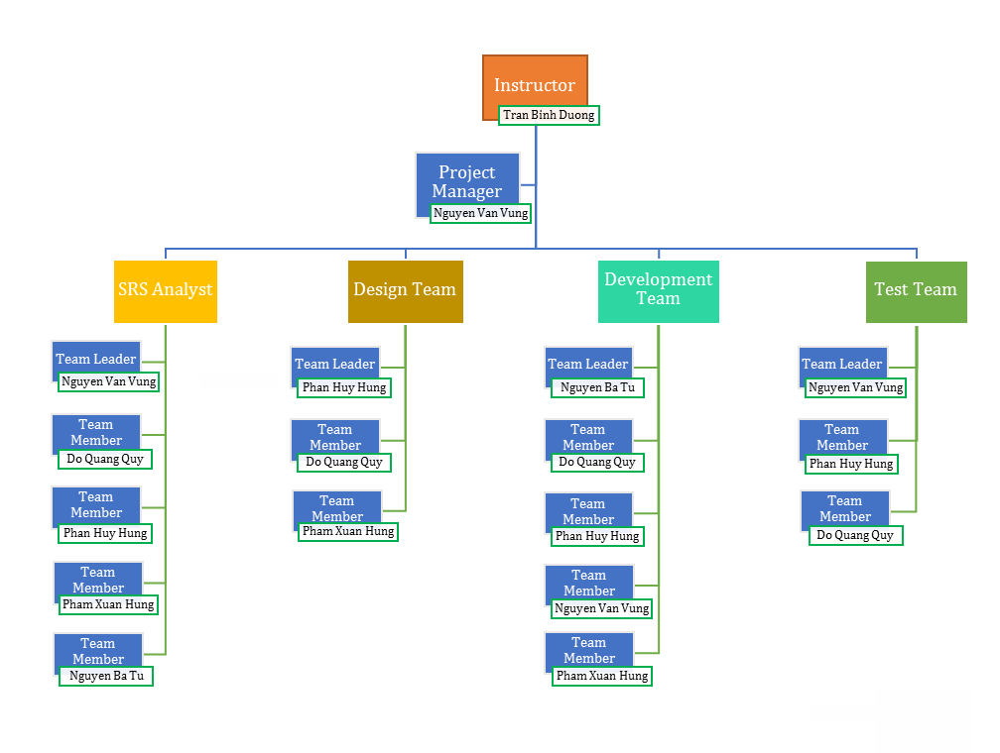 Instructor
Tran Binh Duong
Project
Manager
Nguyen Van Vung
SRS Analyst
Team Leader
Nguyen Van Vung
Team
Member
Do Quang Quy
Team
Member
Phan Huy Hung
Team
Member
Pham Xuan Hung
Team
Member
Nguyen Ba Tu
Design Team
Team Leader
Phan Huy Hung
Team
Member
Do Quang Quy
Team
Member
Pham Xuan Hung
Development
Team
Team Leader
Nguyen Ba Tu
Team
Member
Do Quang Quy
Team
Member
Phan Huy Hung
Team
Member
Nguyen Van Vung
Team
Member
Pham Xuan Hung
Test Team
Team Leader
Nguyen Van Vung
Team
Member
Phan Huy Hung
Team
Member
Do Quang Quy